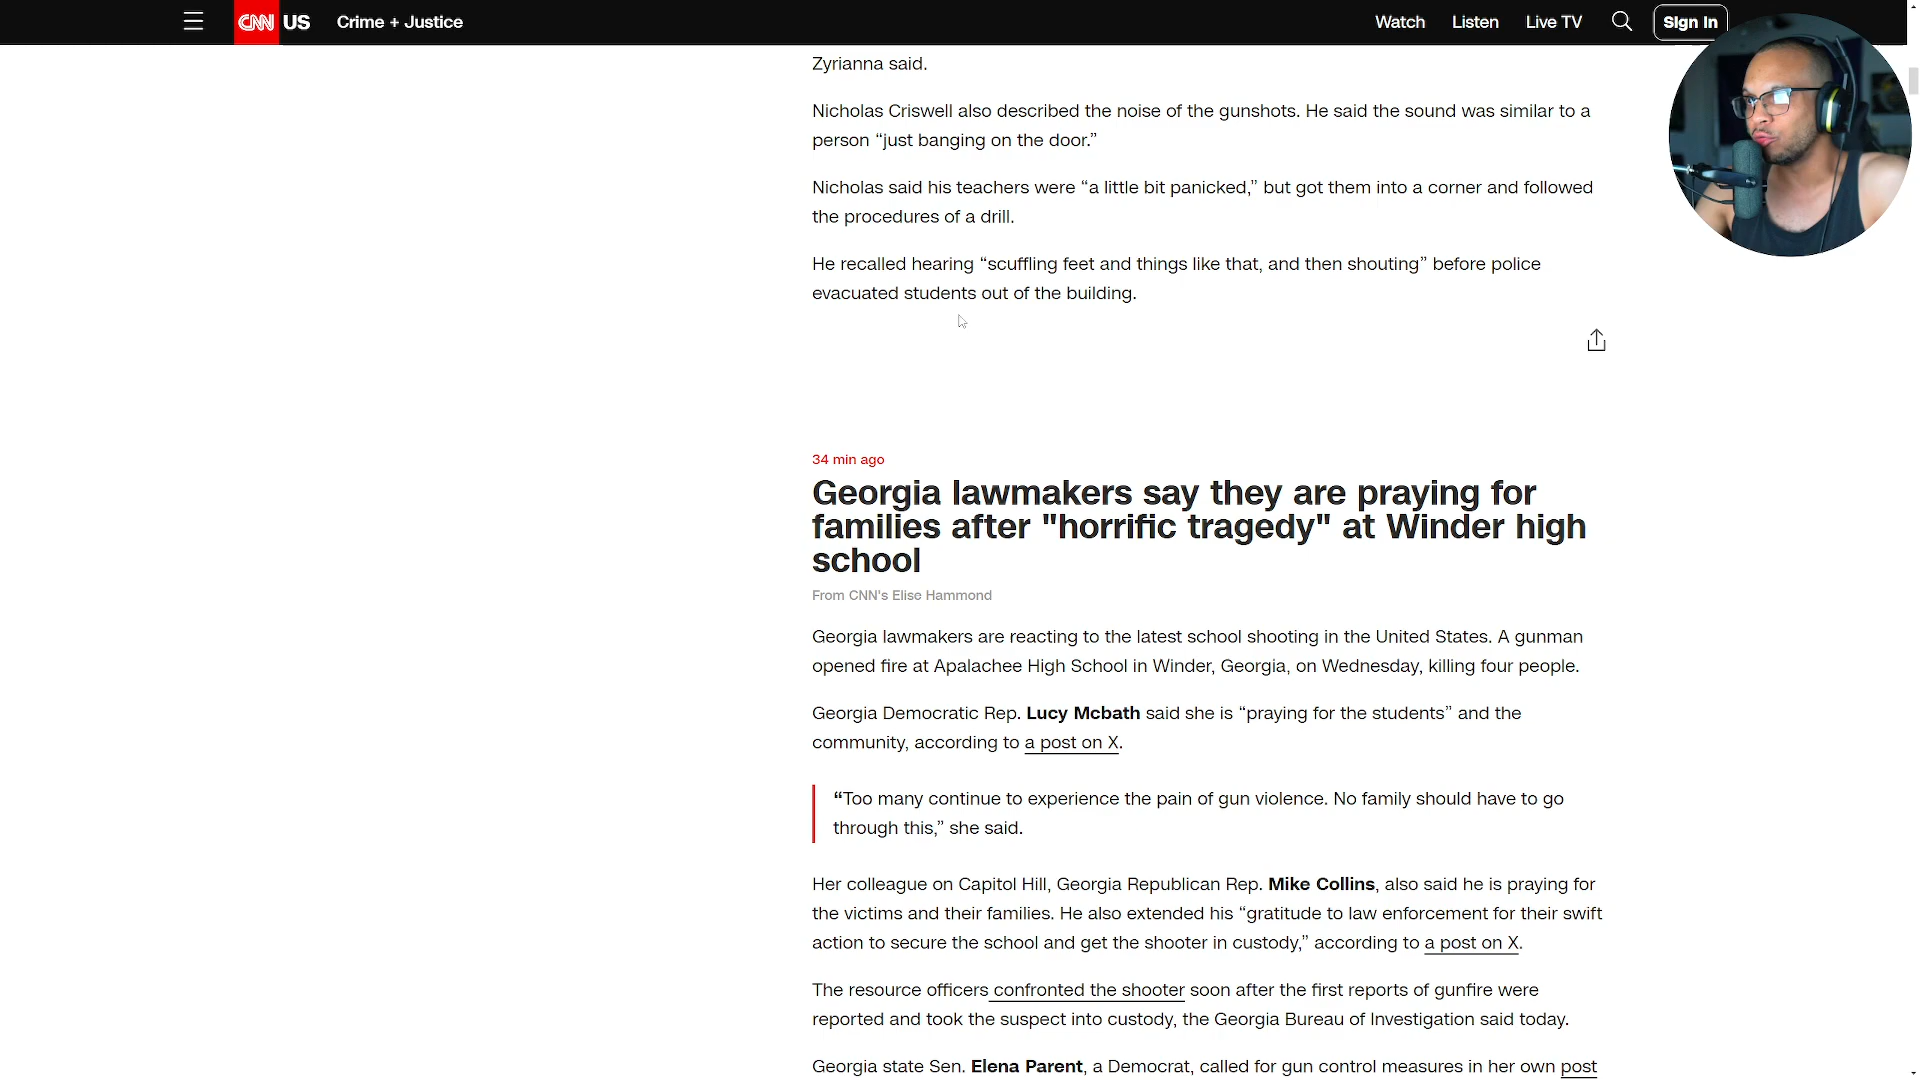 CNN US Crime + Justice Watch Listen Live TV Sign In
Zyrianna said.
Nicholas Criswell also described the noise of the gunshots. He said the sound was similar to a
person “just banging on the door.”
Nicholas said his teachers were “a little bit panicked,” but got them into a corner and followed
the procedures of a drill.
He recalled hearing “scuffling feet and things like that, and then shouting” before police
evacuated students out of the building.
34 min ago
Georgia lawmakers say they are praying for
families after "horrific tragedy" at Winder high
school
From CNN's Elise Hammond
Georgia lawmakers are reacting to the latest school shooting in the United States. A gunman
opened fire at Apalachee High School in Winder, Georgia, on Wednesday, killing four people.
Georgia Democratic Rep. Lucy Mcbath said she is “praying for the students” and the
community, according to a post on X.
“Too many continue to experience the pain of gun violence. No family should have to go
through this,” she said.
Her colleague on Capitol Hill, Georgia Republican Rep. Mike Collins, also said he is praying for
the victims and their families. He also extended his “gratitude to law enforcement for their swift
action to secure the school and get the shooter in custody,” according to a post on X.
The resource officers confronted the shooter soon after the first reports of gunfire were
reported and took the suspect into custody, the Georgia Bureau of Investigation said today.
Georgia state Sen. Elena Parent, a Democrat, called for gun control measures in her own post